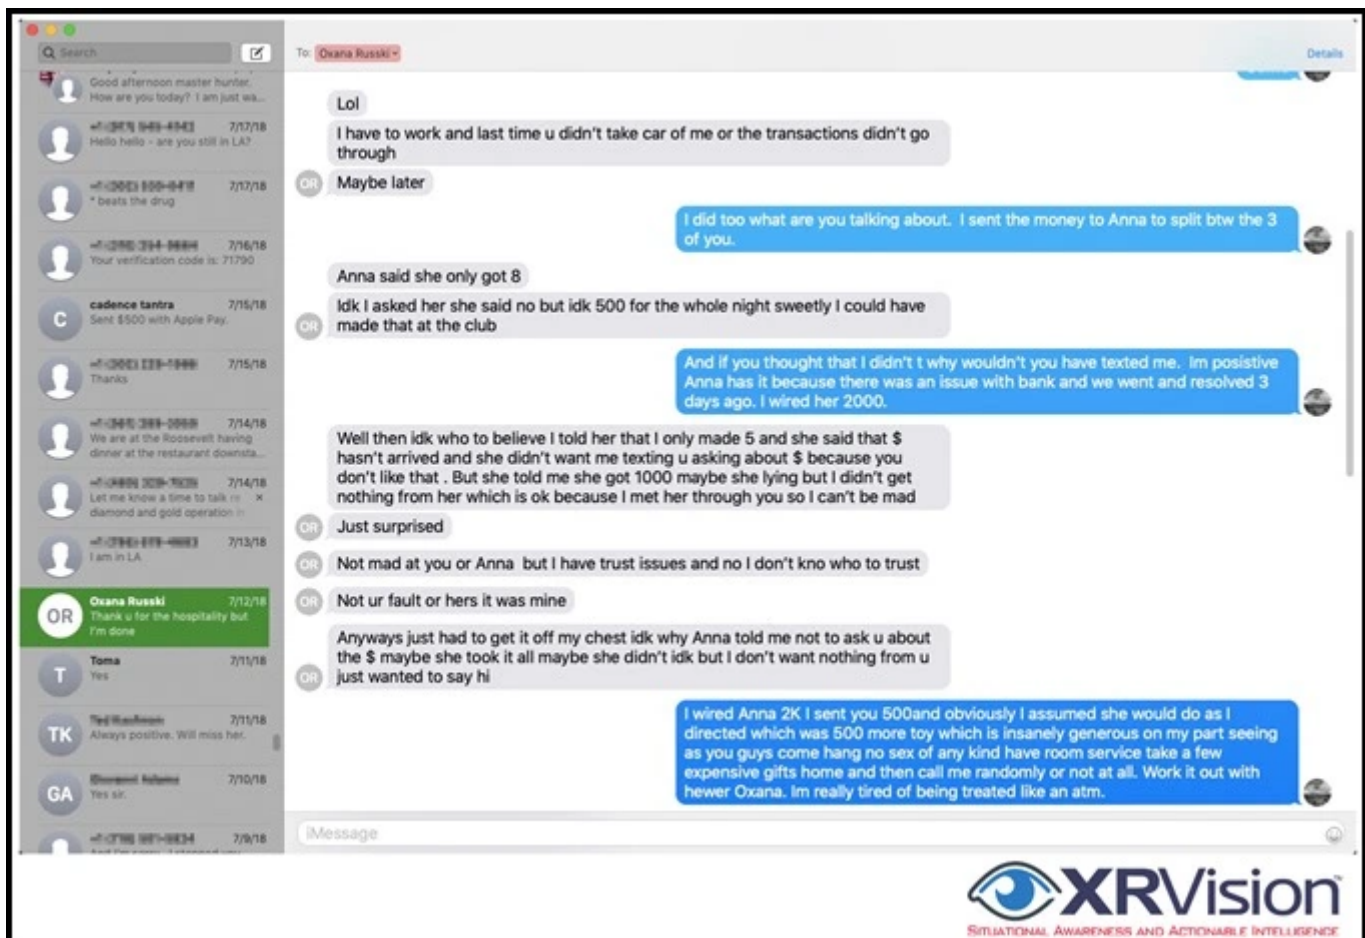 Search
Good afternoon master hunter.
How are you today? I am just wa...
7/17/18
Hello hello - are you still in LA?
7/17/18
* beats the drug
7/16/18
Your verification code is: 71790
C
cadence tantra 7/15/18
Sent $500 with Apple Pay.
7/15/18
Thanks
7/14/18
We are at the Roosevelt having
dinner at the restaurant downsta...
7/14/18
Let me know a time to talk re
diamond and gold operation in
7/13/18
I am in LA
OR
Oxana Russki 7/12/18
Thank u for the hospitality but
I'm done
T
Toma 7/11/18
Yes
TK
7/11/18
Always positive. Will miss her.
GA
7/10/18
Yes sir.
7/9/18
To: Oxana Russki
Details
Lol
I have to work and last time u didn't take car of me or the transactions didn't go
through
OR
Maybe later
I did too what are you talking about. I sent the money to Anna to split btw the 3
of you.
Anna said she only got 8
Idk I asked her she said no but idk 500 for the whole night sweetly I could have
OR
made that at the club
And if you thought that I didn't t why wouldn't you have texted me. Im posistive
Anna has it because there was an issue with bank and we went and resolved 3
days ago. I wired her 2000.
Well then idk who to believe I told her that I only made 5 and she said that $
hasn't arrived and she didn't want me texting u asking about $ because you
don't like that . But she told me she got 1000 maybe she lying but I didn't get
nothing from her which is ok because I met her through you so I can't be mad
OR
Just surprised
OR
Not mad at you or Anna but I have trust issues and no I don't kno who to trust
OR
Not ur fault or hers it was mine
Anyways just had to get it off my chest idk why Anna told me not to ask u about
the $ maybe she took it all maybe she didn't idk but I don't want nothing from u
OR
just wanted to say hi
I wired Anna 2K I sent you 500and obviously I assumed she would do as I
directed which was 500 more toy which is insanely generous on my part seeing
as you guys come hang no sex of any kind have room service take a few
expensive gifts home and then call me randomly or not at all. Work it out with
hewer Oxana. Im really tired of being treated like an atm.
iMessage
XRVision
SITUATIONAL AWARENESS AND ACTIONABLE INTELLIGENCE